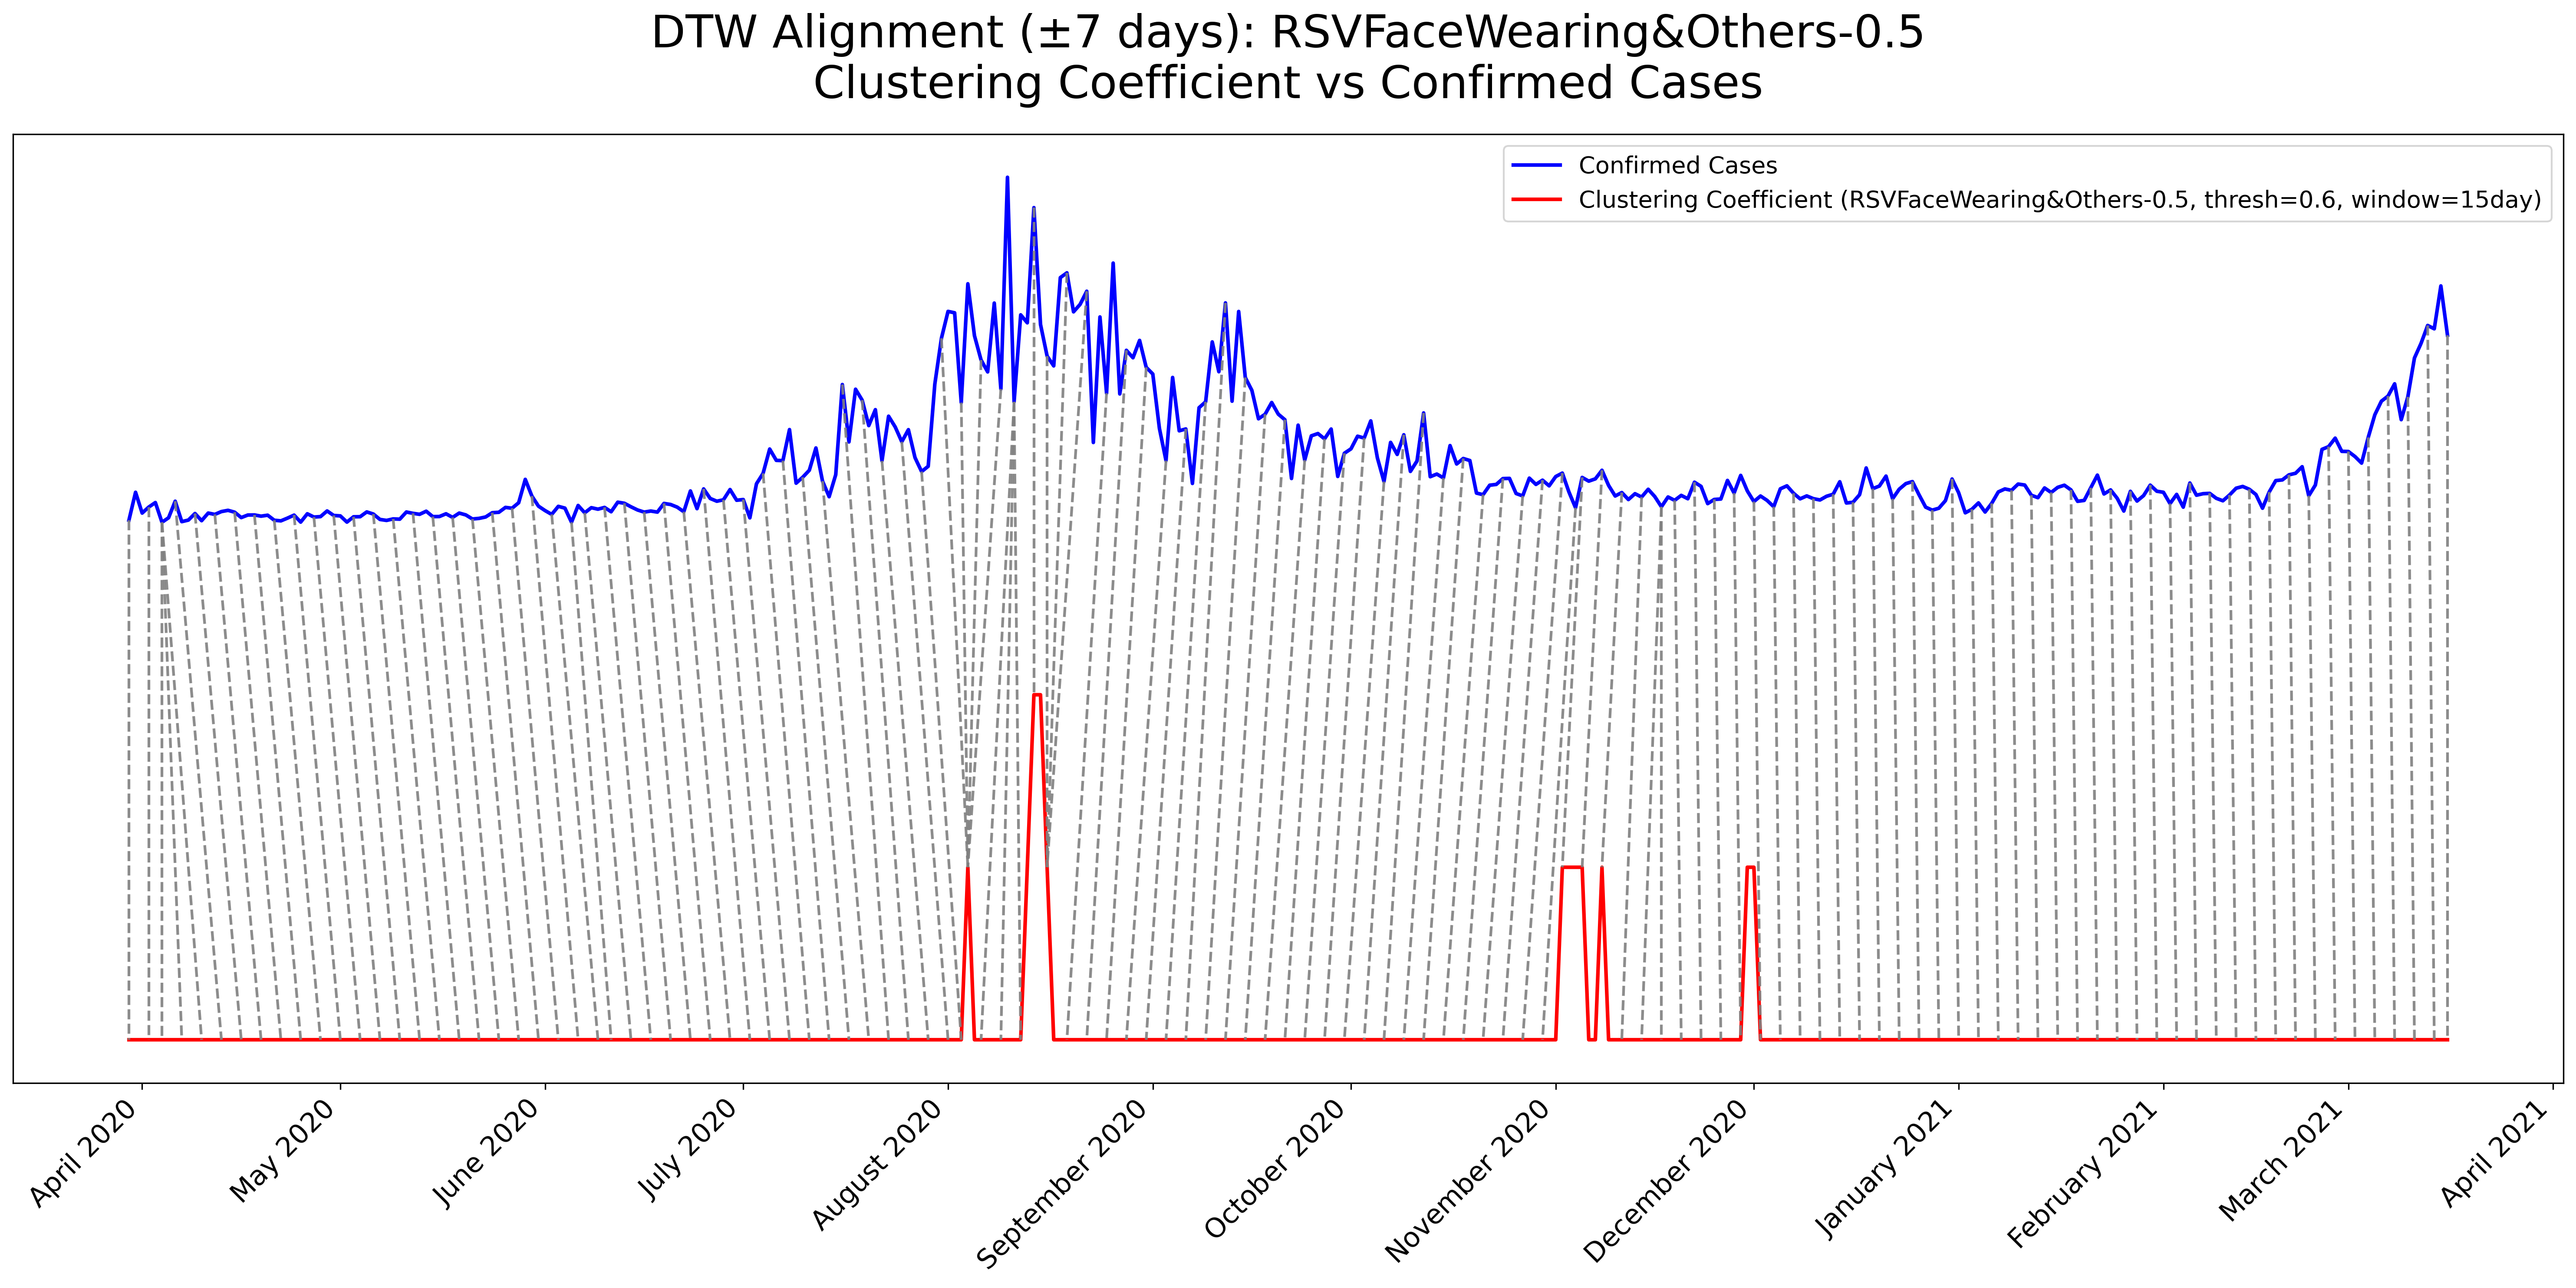 DTW Alignment (±7 days): RSVFaceWearing&Others-0.5
Clustering Coefficient vs Confirmed Cases
Confirmed Cases
Clustering Coefficient (RSVFaceWearing&Others-0.5, thresh=0.6, window=15day)
April 2020
May 2020
June 2020
July 2020
August 2020
September 2020
October 2020
November 2020
December 2020
January 2021
February 2021
March 2021
April 2021